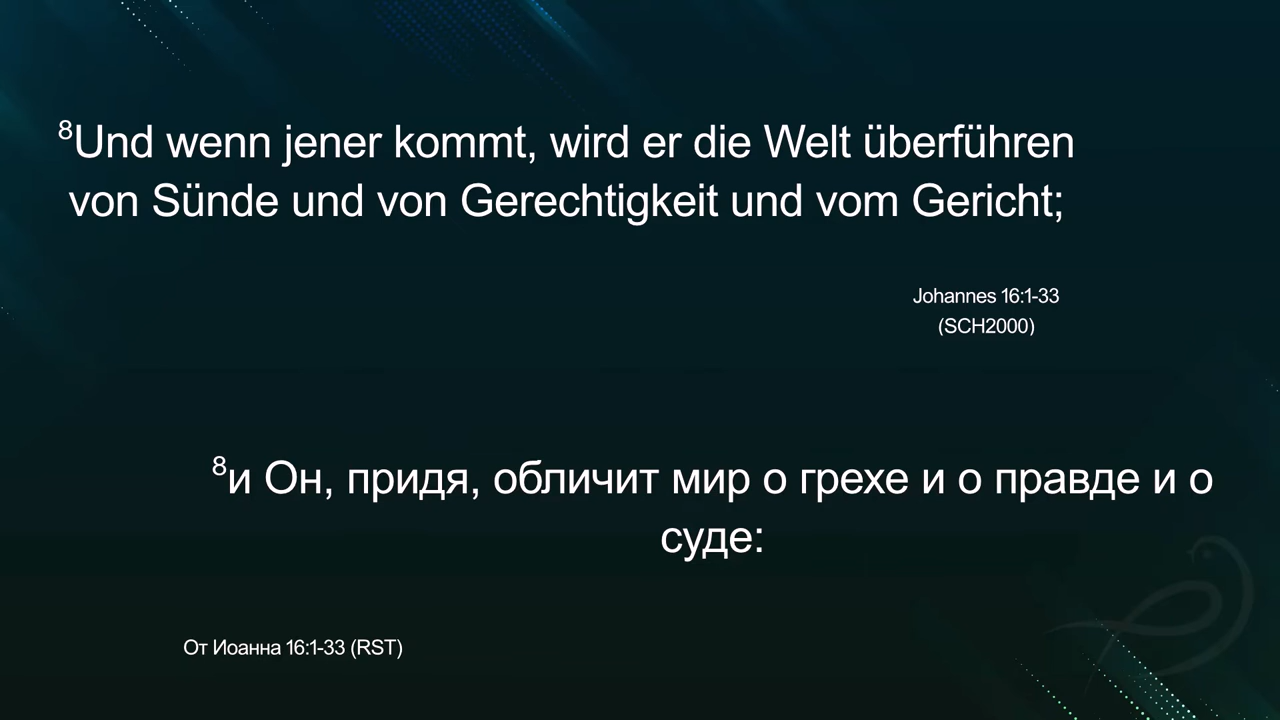 ⁸Und wenn jener kommt, wird er die Welt überführen
von Sünde und von Gerechtigkeit und vom Gericht;
Johannes 16:1-33
(SCH2000)
⁸и Он, придя, обличит мир о грехе и о правде и о
суде:
От Иоанна 16:1-33 (RST)